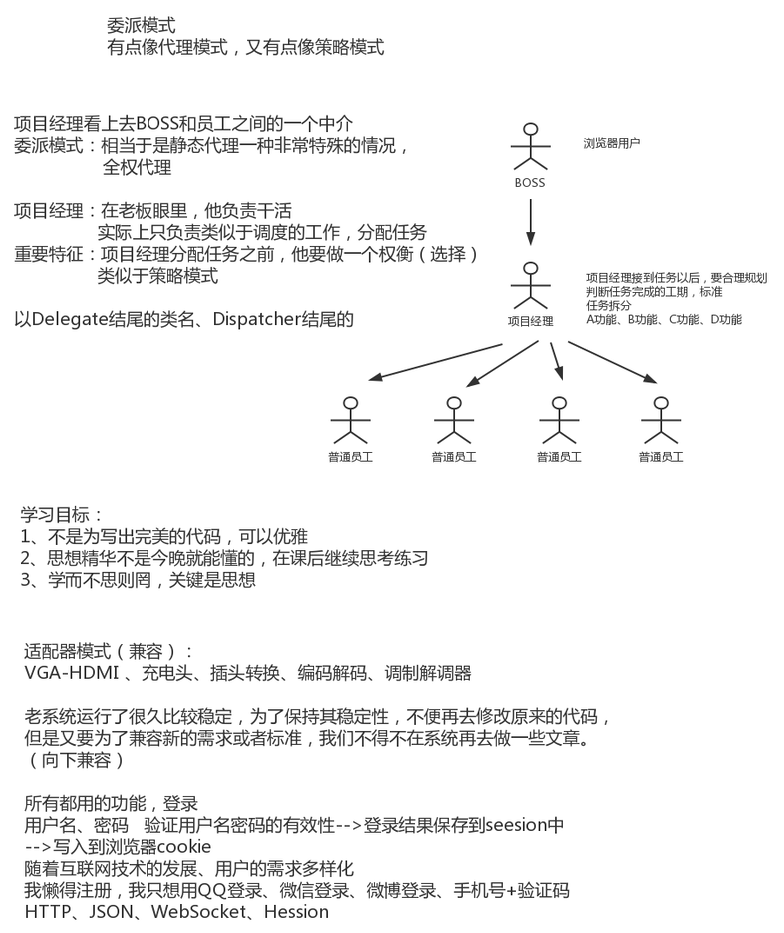 委派模式
有点像代理模式，又有点像策略模式
项目经理看上去BOSS和员工之间的一个中介
委派模式：相当于是静态代理一种非常特殊的情况，
全权代理
项目经理：在老板眼里，他负责干活
实际上只负责类似于调度的工作，分配任务
重要特征：项目经理分配任务之前，他要做一个权衡（选择）
类似于策略模式
以Delegate结尾的类名、Dispatcher结尾的
浏览器用户
BOSS
项目经理接到任务以后，要合理规划
判断任务完成的工期，标准
任务拆分
A功能、B功能、C功能、D功能
项目经理
普通员工
普通员工
普通员工
普通员工
学习目标：
1、不是为写出完美的代码，可以优雅
2、思想精华不是今晚就能懂的，在课后继续思考练习
3、学而不思则罔，关键是思想
适配器模式（兼容）：
VGA-HDMI 、充电头、插头转换、编码解码、调制解调器
老系统运行了很久比较稳定，为了保持其稳定性，不便再去修改原来的代码，
但是又要为了兼容新的需求或者标准，我们不得不在系统再去做一些文章。
（向下兼容）
所有都用的功能，登录
用户名、密码   验证用户名密码的有效性-->登录结果保存到seesion中
-->写入到浏览器cookie
随着互联网技术的发展、用户的需求多样化
我懒得注册，我只想用QQ登录、微信登录、微博登录、手机号+验证码
HTTP、JSON、WebSocket、Hession